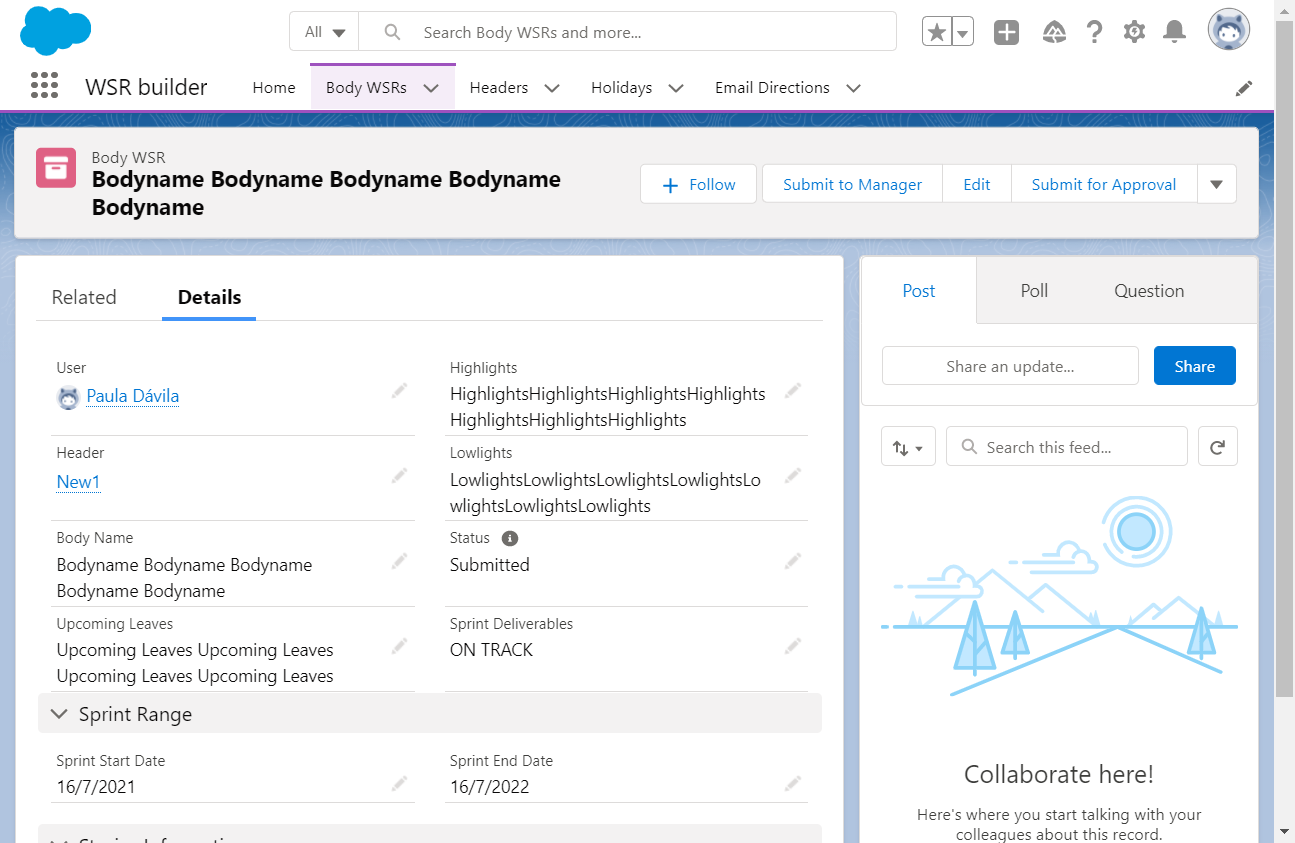 All
Search Body WSRs and more...
WSR builder
Home
Body WSRs
Headers
Holidays
Email Directions
Body WSR
Bodyname Bodyname Bodyname Bodyname
Bodyname
Follow
Submit to Manager
Edit
Submit for Approval
Related
Details
User
Paula Dávila
Highlights
HighlightsHighlightsHighlightsHighlights
HighlightsHighlightsHighlights
Header
New1
Lowlights
LowlightsLowlightsLowlightsLowlightsLo
wlightsLowlightsLowlights
Body Name
Bodyname Bodyname Bodyname
Bodyname Bodyname
Status
Submitted
Upcoming Leaves
Upcoming Leaves Upcoming Leaves
Upcoming Leaves Upcoming Leaves
Sprint Deliverables
ON TRACK
Sprint Range
Sprint Start Date
16/7/2021
Sprint End Date
16/7/2022
Post
Poll
Question
Share an update...
Share
Search this feed...
Collaborate here!
Here's where you start talking with your
colleagues about this record.